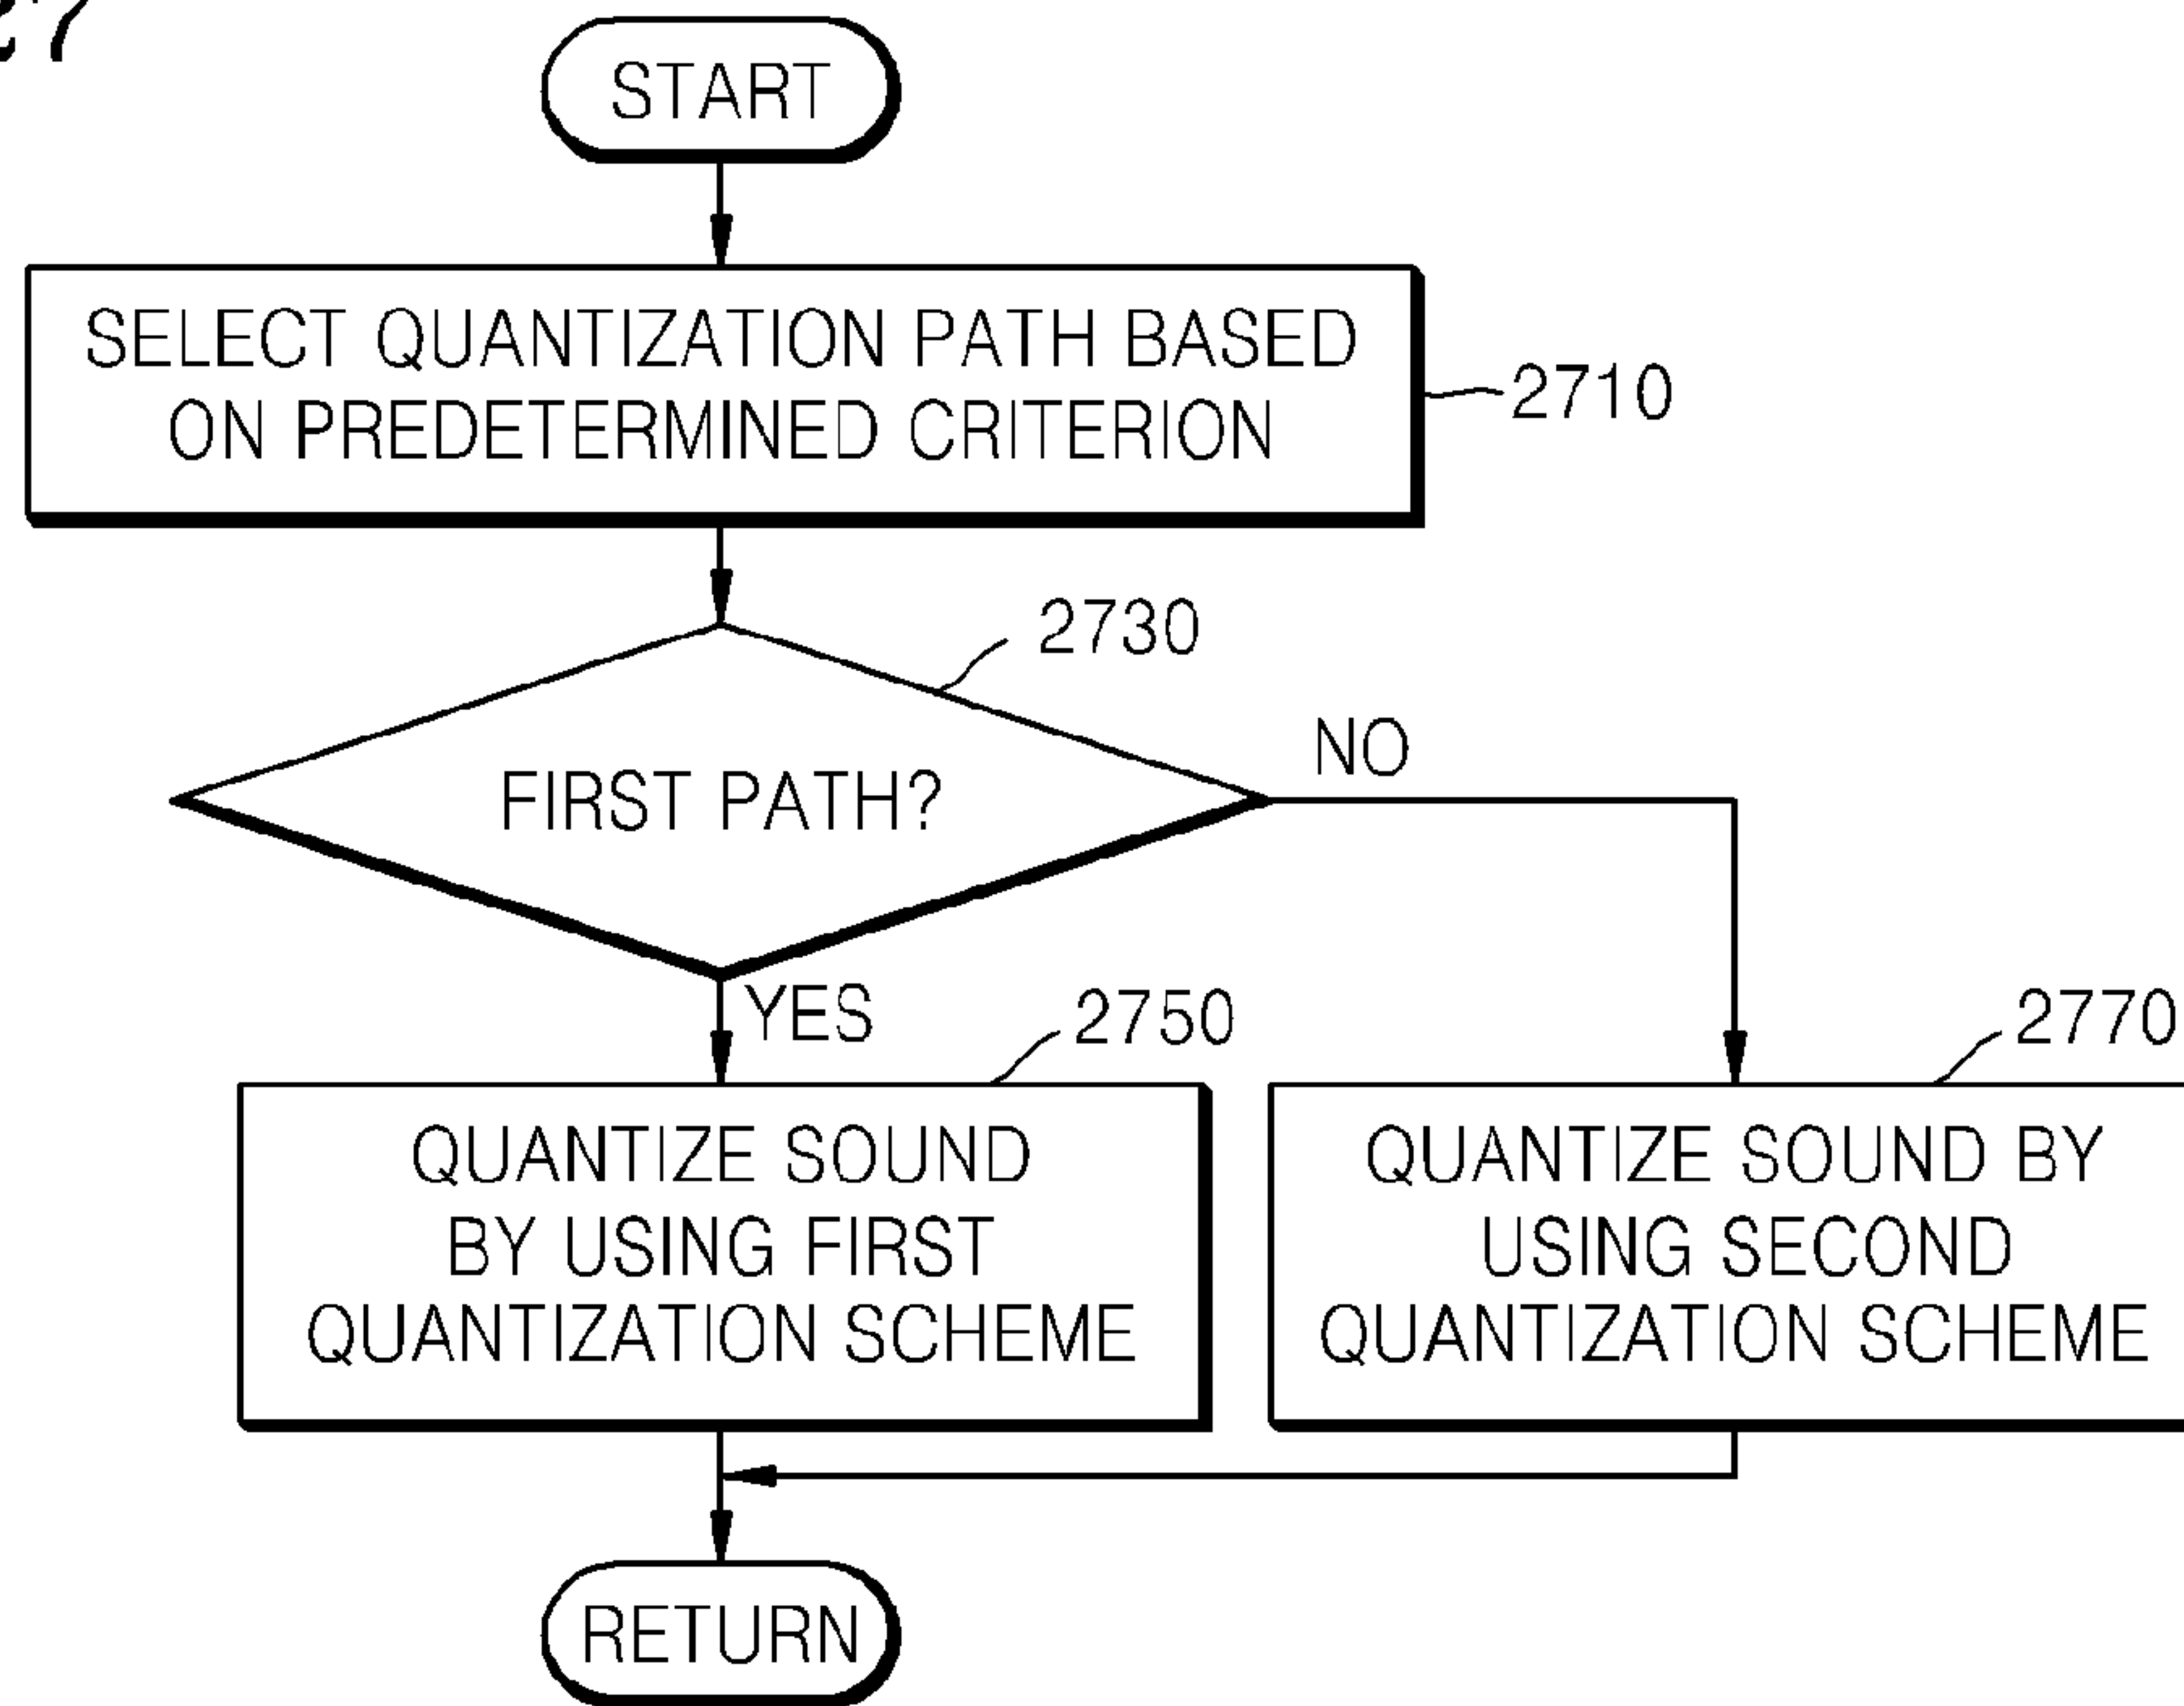 27
START
SELECT QUANTIZATION PATH BASED
ON PREDETERMINED CRITERION
2710
2730
FIRST PATH?
NO
YES
2750
2770
QUANTIZE SOUND
BY USING FIRST
QUANTIZATION SCHEME
QUANTIZE SOUND BY
USING SECOND
QUANTIZATION SCHEME
RETURN